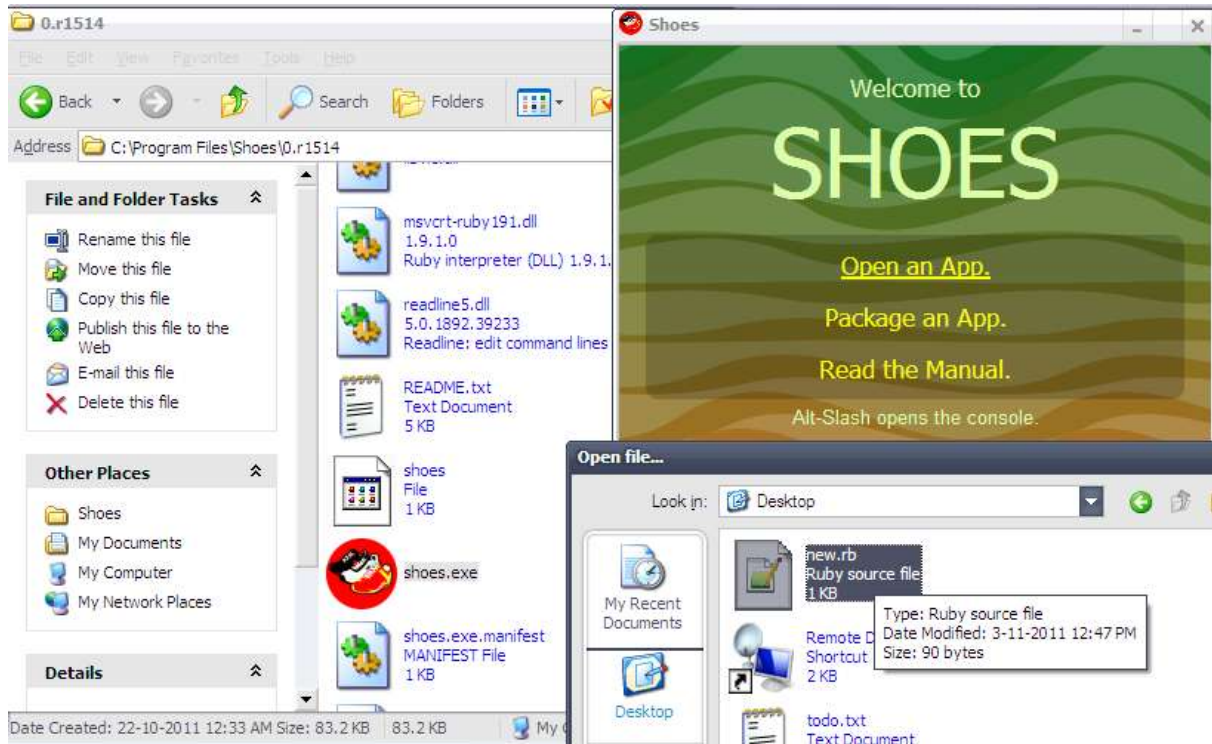 0.r1514
File Edit View Favorites Tools Help
Back Search Folders
Address C:\Program Files\Shoes\0.r1514
File and Folder Tasks
Rename this file
Move this file
Copy this file
Publish this file to the
Web
E-mail this file
Delete this file
Other Places
Shoes
My Documents
My Computer
My Network Places
Details
msvcrt-ruby191.dll
1.9.1.0
Ruby interpreter (DLL) 1.9.1.
readline5.dll
5.0.1892.39233
Readline: edit command lines
README.txt
Text Document
5 KB
shoes
File
1 KB
shoes.exe
shoes.exe.manifest
MANIFEST File
1 KB
Date Created: 22-10-2011 12:33 AM Size: 83.2 KB 83.2 KB My
Shoes
Welcome to
SHOES
Open an App.
Package an App.
Read the Manual.
Alt-Slash opens the console.
Open file...
Look in: Desktop
My Recent
Documents
Desktop
new.rb
Ruby source file
1 KB
Type: Ruby source file
Date Modified: 3-11-2011 12:47 PM
Size: 90 bytes
Remote
Shortcut
2 KB
todo.txt
Text Document